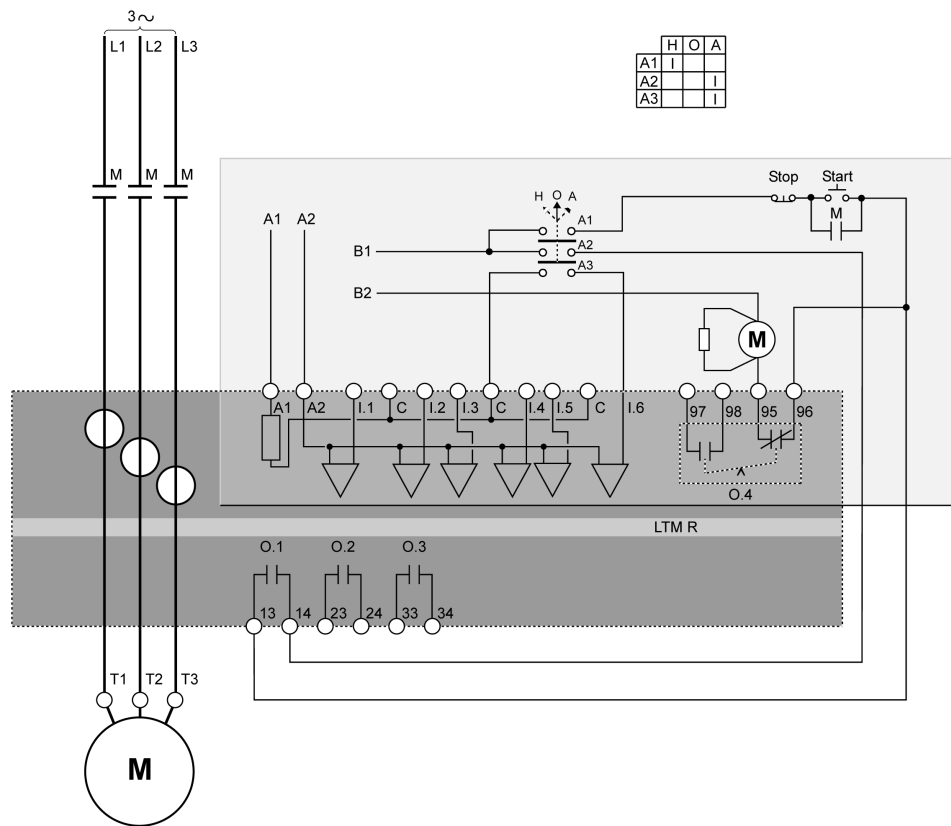 3~
L1 L2 L3
H O A
A1 I
A2 I
A3 I
M M M
Stop Start
H O A
A1
M
A1 A2
A2
B1
A3
B2
M
A1 A2 I.1 C I.2 I.3 C I.4 I.5 C I.6 97 98 95 96
O.4
LTM R
O.1 O.2 O.3
13 14 23 24 33 34
T1 T2 T3
M